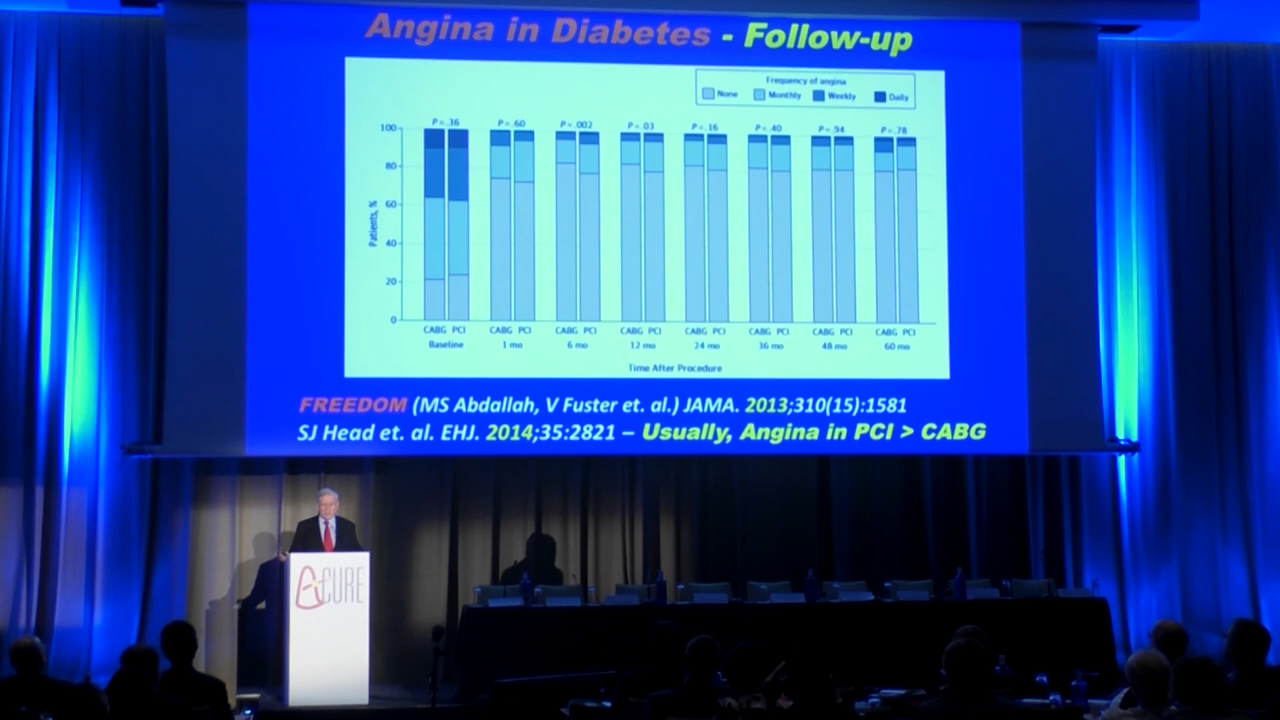 Angina in Diabetes - Follow-up
Frequency of angina
None Monthly Weekly Daily
P=.36 P=.60 P=.002 P=.03 P=.16 P=.40 P=.94 P=.78
100
80
60
40
20
0
Patients, %
CABG PCI CABG PCI CABG PCI CABG PCI CABG PCI CABG PCI CABG PCI CABG PCI
Baseline 1 mo 6 mo 12 mo 24 mo 36 mo 48 mo 60 mo
Time After Procedure
FREEDOM (MS Abdallah, V Fuster et. al.) JAMA. 2013;310(15):1581
SJ Head et. al. EHJ. 2014;35:2821 – Usually, Angina in PCI > CABG
A-CURE